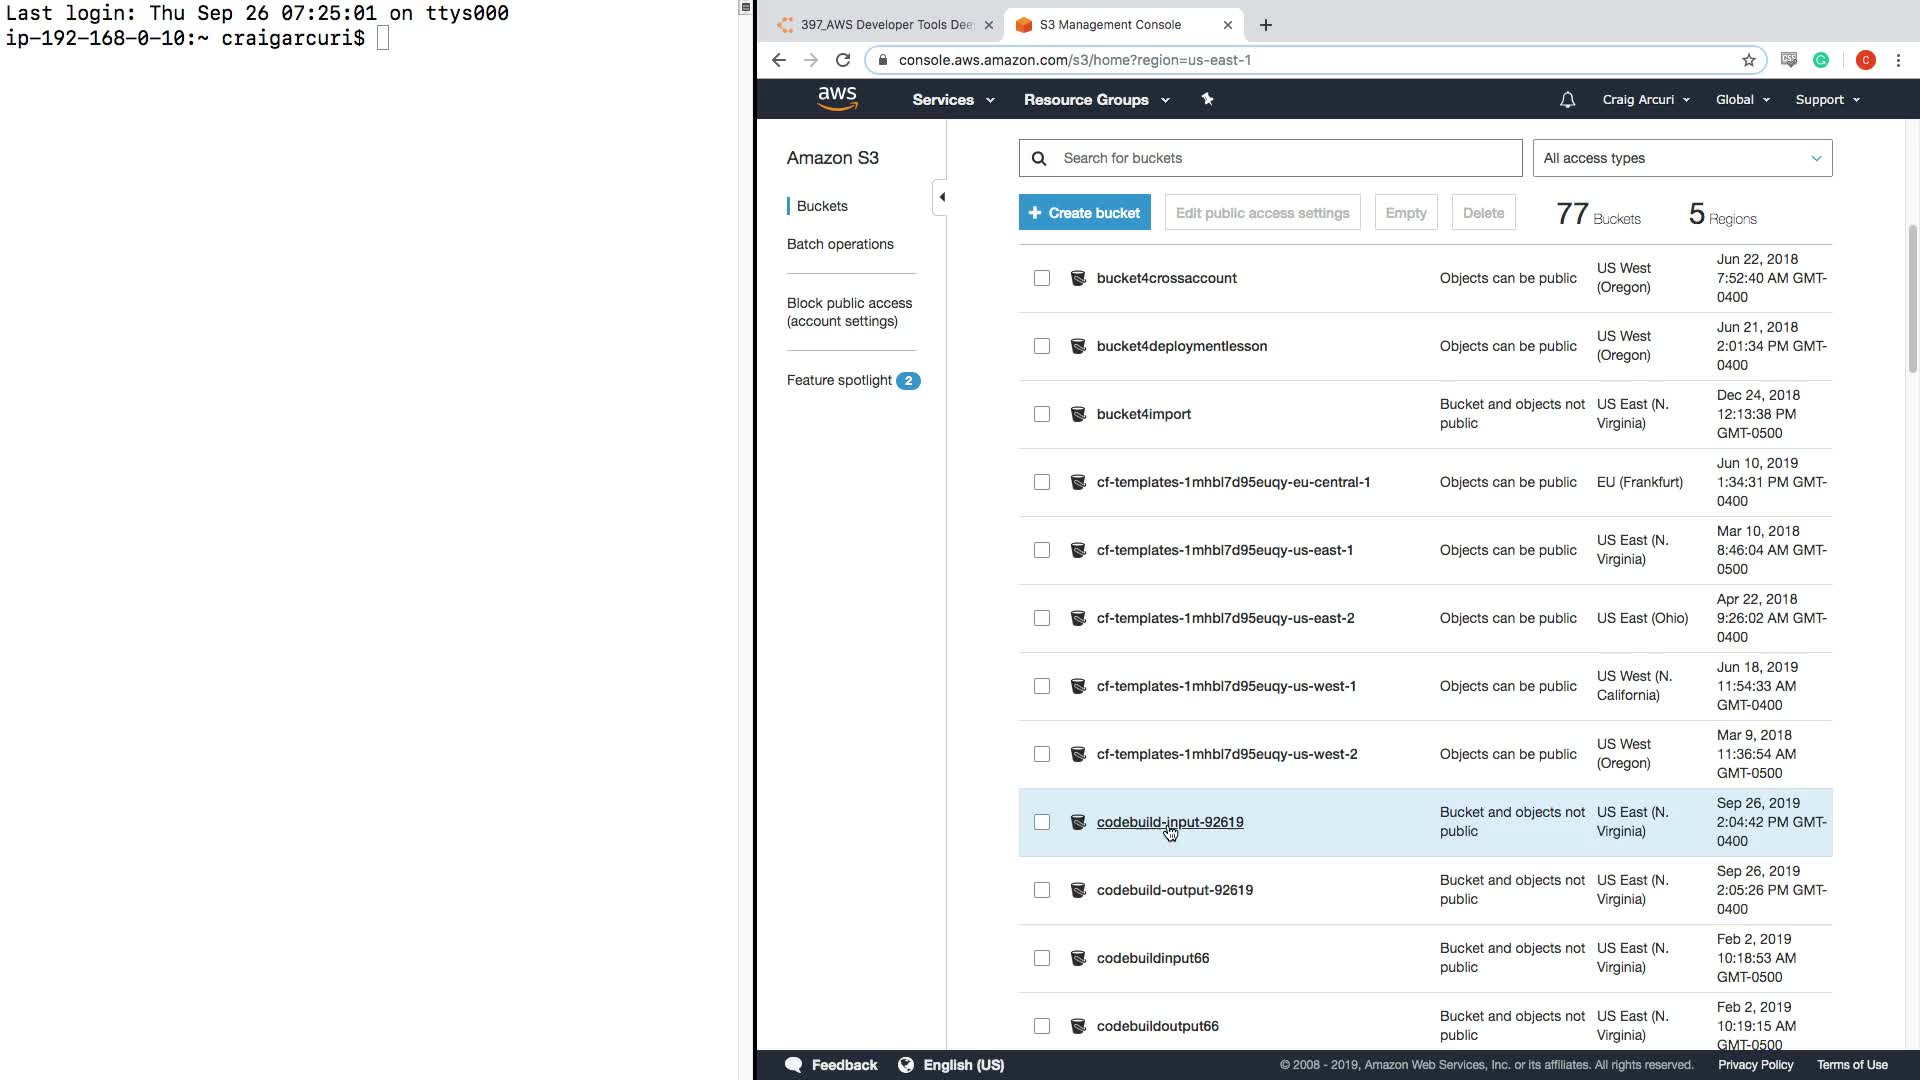 Last login: Thu Sep 26 07:25:01 on ttys000
ip-192-168-0-10:~ craigarcuri$
397_AWS Developer Tools Dee
S3 Management Console
console.aws.amazon.com/s3/home?region=us-east-1
C
aws
Services
Resource Groups
Craig Arcuri
Global
Support
Amazon S3
Buckets
Batch operations
Block public access
(account settings)
Feature spotlight 2
Search for buckets
All access types
+ Create bucket
Edit public access settings
Empty
Delete
77 Buckets
5 Regions
bucket4crossaccount
Objects can be public
US West
(Oregon)
Jun 22, 2018
7:52:40 AM GMT-
0400
bucket4deploymentlesson
Objects can be public
US West
(Oregon)
Jun 21, 2018
2:01:34 PM GMT-
0400
bucket4import
Bucket and objects not
public
US East (N.
Virginia)
Dec 24, 2018
12:13:38 PM
GMT-0500
cf-templates-1mhbl7d95euqy-eu-central-1
Objects can be public
EU (Frankfurt)
Jun 10, 2019
1:34:31 PM GMT-
0400
cf-templates-1mhbl7d95euqy-us-east-1
Objects can be public
US East (N.
Virginia)
Mar 10, 2018
8:46:04 AM GMT-
0500
cf-templates-1mhbl7d95euqy-us-east-2
Objects can be public
US East (Ohio)
Apr 22, 2018
9:26:02 AM GMT-
0400
cf-templates-1mhbl7d95euqy-us-west-1
Objects can be public
US West (N.
California)
Jun 18, 2019
11:54:33 AM
GMT-0400
cf-templates-1mhbl7d95euqy-us-west-2
Objects can be public
US West
(Oregon)
Mar 9, 2018
11:36:54 AM
GMT-0500
codebuild-input-92619
Bucket and objects not
public
US East (N.
Virginia)
Sep 26, 2019
2:04:42 PM GMT-
0400
codebuild-output-92619
Bucket and objects not
public
US East (N.
Virginia)
Sep 26, 2019
2:05:26 PM GMT-
0400
codebuildinput66
Bucket and objects not
public
US East (N.
Virginia)
Feb 2, 2019
10:18:53 AM
GMT-0500
codebuildoutput66
Bucket and objects not
public
US East (N.
Virginia)
Feb 2, 2019
10:19:15 AM
GMT-0500
Feedback
English (US)
© 2008 - 2019, Amazon Web Services, Inc. or its affiliates. All rights reserved.
Privacy Policy
Terms of Use